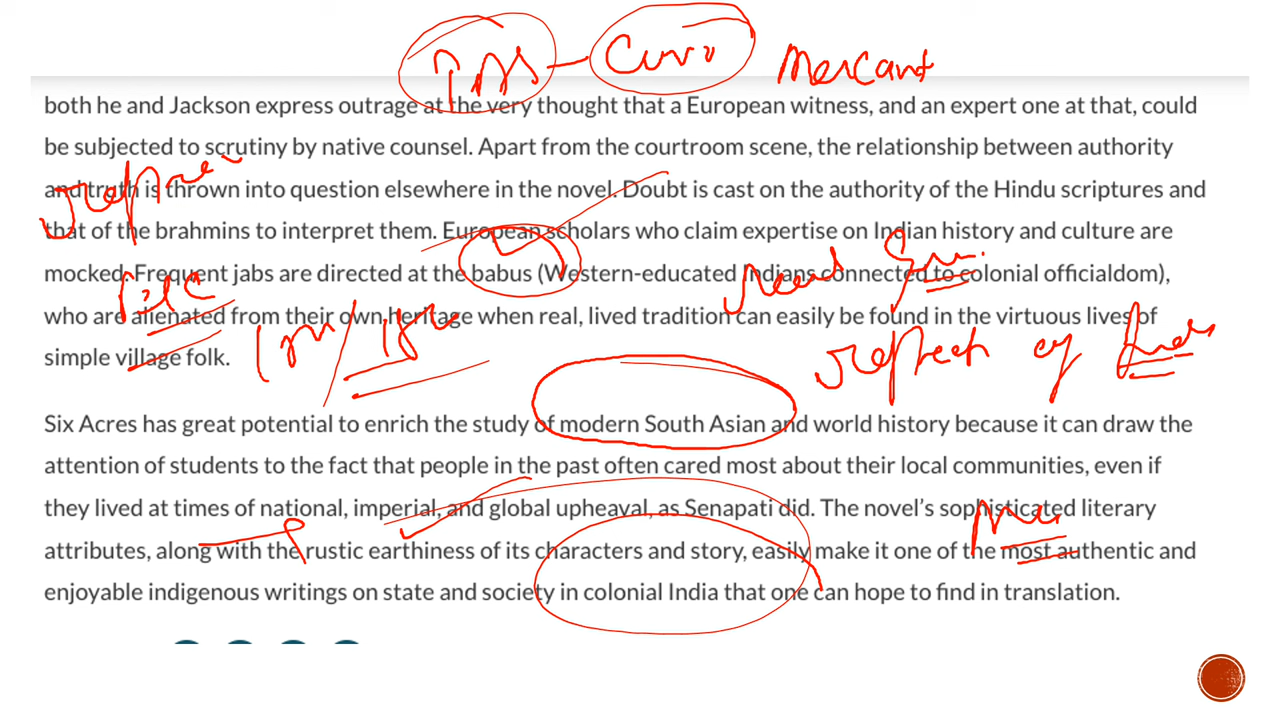 Mercant
both he and Jackson express outrage at the very thought that a European witness, and an expert one at that, could
be subjected to scrutiny by native counsel. Apart from the courtroom scene, the relationship between authority
and truth is thrown into question elsewhere in the novel. Doubt is cast on the authority of the Hindu scriptures and
that of the brahmins to interpret them. European scholars who claim expertise on Indian history and culture are
mocked. Frequent jabs are directed at the babus (Western-educated Indians connected to colonial officialdom),
who are alienated from their own heritage when real, lived tradition can easily be found in the virtuous lives of
simple village folk.
Six Acres has great potential to enrich the study of modern South Asian and world history because it can draw the
attention of students to the fact that people in the past often cared most about their local communities, even if
they lived at times of national, imperial, and global upheaval, as Senapati did. The novel's sophisticated literary
attributes, along with the rustic earthiness of its characters and story, easily make it one of the most authentic and
enjoyable indigenous writings on state and society in colonial India that one can hope to find in translation.